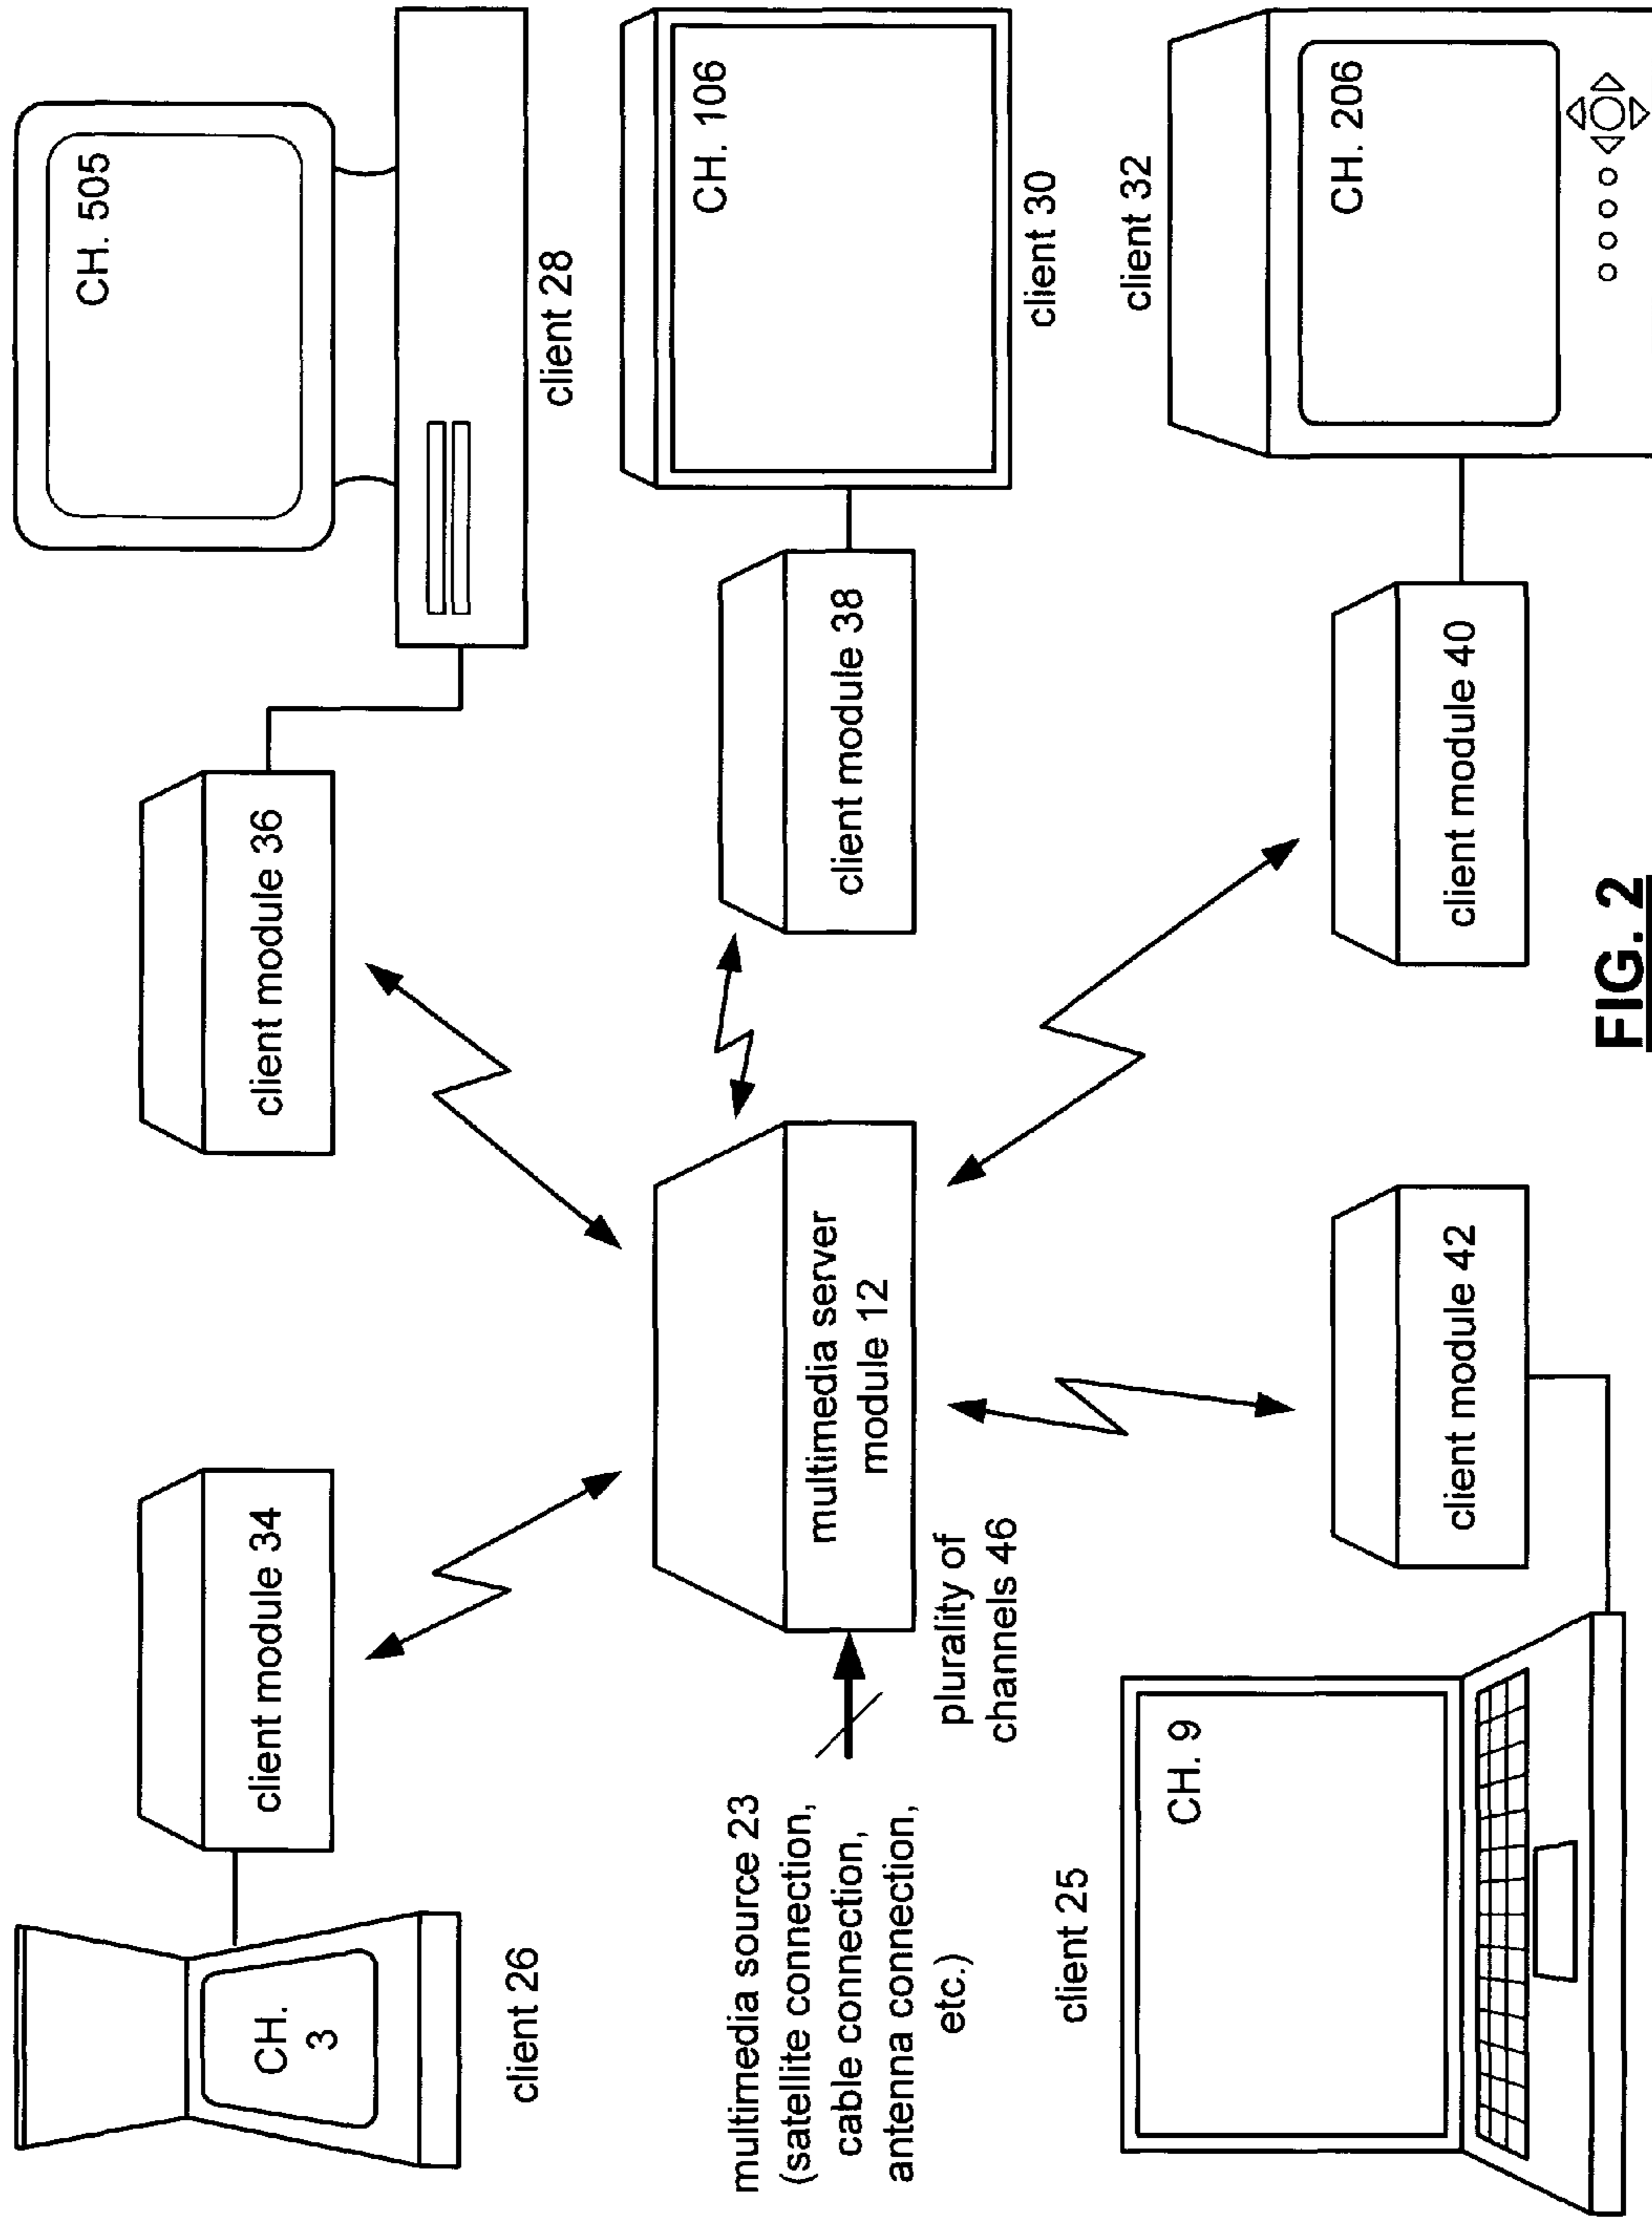 CH. 505
client 28
client module 36
client module 34
CH.
3
client 26
CH. 106
client 30
client module 38
multimedia server
module 12
multimedia source 23
(satellite connection,
cable connection,
antenna connection,
etc.)
plurality of
channels 46
client 32
CH. 206
client module 40
client module 42
client 25
CH. 9
FIG. 2